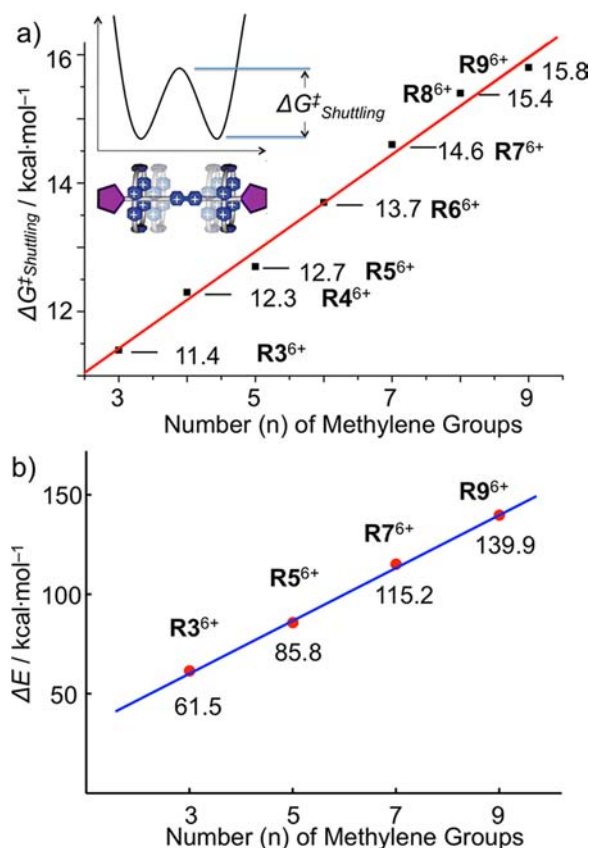 a)
ΔG‡Shuttling / kcal·mol⁻¹
16
14
12
ΔG‡Shuttling
R9⁶⁺
15.8
R8⁶⁺
15.4
14.6 R7⁶⁺
13.7 R6⁶⁺
12.7 R5⁶⁺
12.3 R4⁶⁺
11.4 R3⁶⁺
3 5 7 9
Number (n) of Methylene Groups
b)
ΔE / kcal·mol⁻¹
150
100
50
R9⁶⁺
139.9
R7⁶⁺
115.2
R5⁶⁺
85.8
R3⁶⁺
61.5
3 5 7 9
Number (n) of Methylene Groups